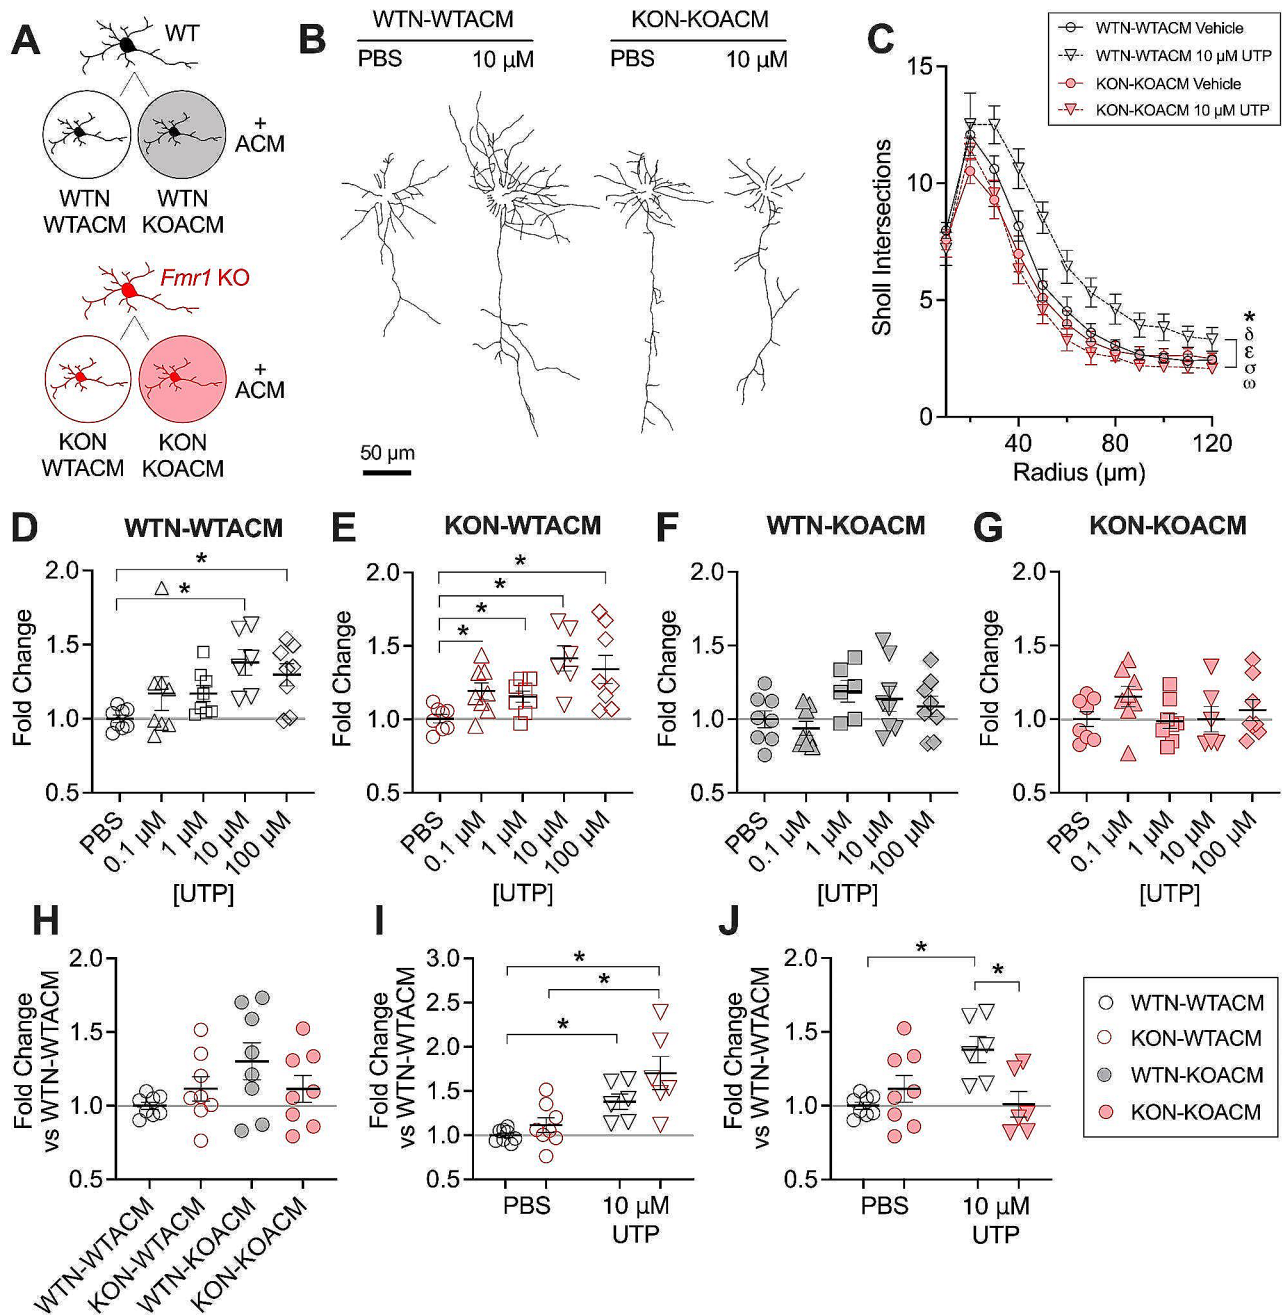 A
WT
WTN
WTACM
WTN
KOACM
+
ACM
Fmr1 KO
KON
WTACM
KON
KOACM
+
ACM
B
WTN-WTACM
KON-KOACM
PBS
10 µM
PBS
10 µM
50 µm
C
WTN-WTACM Vehicle
WTN-WTACM 10 µM UTP
KON-KOACM Vehicle
KON-KOACM 10 µM UTP
Sholl Intersections
15
10
5
0
40
80
120
Radius (µm)
*
δ
ε
σ
ω
D
WTN-WTACM
Fold Change
2.0
1.5
1.0
0.5
*
*
PBS
0.1 µM
1 µM
10 µM
100 µM
[UTP]
E
KON-WTACM
Fold Change
2.0
1.5
1.0
0.5
*
*
*
*
PBS
0.1 µM
1 µM
10 µM
100 µM
[UTP]
F
WTN-KOACM
Fold Change
2.0
1.5
1.0
0.5
PBS
0.1 µM
1 µM
10 µM
100 µM
[UTP]
G
KON-KOACM
Fold Change
2.0
1.5
1.0
0.5
PBS
0.1 µM
1 µM
10 µM
100 µM
[UTP]
H
Fold Change
vs WTN-WTACM
2.0
1.5
1.0
0.5
WTN-WTACM
KON-WTACM
WTN-KOACM
KON-KOACM
I
Fold Change
vs WTN-WTACM
3.0
2.5
2.0
1.5
1.0
0.5
*
*
*
PBS
10 µM
UTP
J
Fold Change
vs WTN-WTACM
2.0
1.5
1.0
0.5
*
*
PBS
10 µM
UTP
WTN-WTACM
KON-WTACM
WTN-KOACM
KON-KOACM